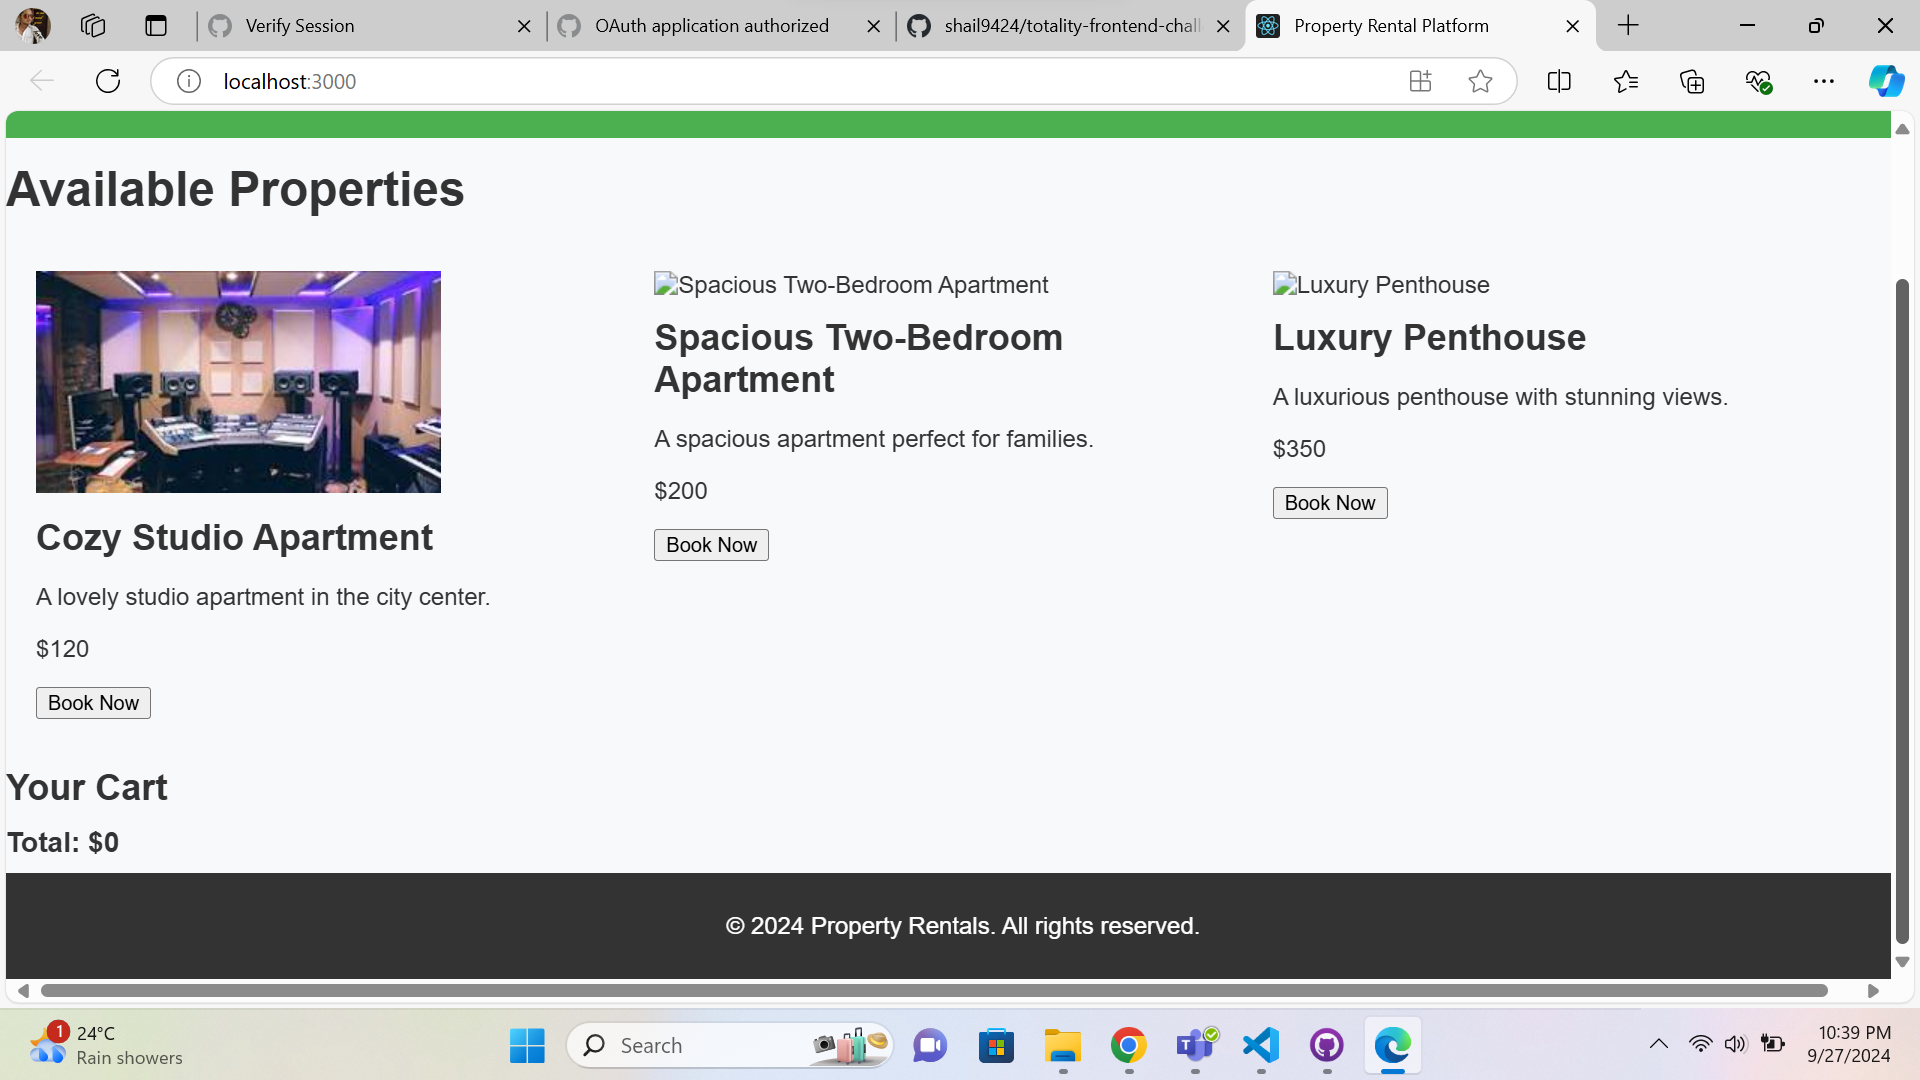 Verify Session
OAuth application authorized
shail9424/totality-frontend-chall
Property Rental Platform
localhost:3000
Available Properties
Spacious Two-Bedroom Apartment
Luxury Penthouse
Spacious Two-Bedroom
Apartment
Luxury Penthouse
A spacious apartment perfect for families.
A luxurious penthouse with stunning views.
$200
$350
Book Now
Book Now
Cozy Studio Apartment
A lovely studio apartment in the city center.
$120
Book Now
Your Cart
Total: $0
© 2024 Property Rentals. All rights reserved.
1
24°C
Rain showers
Search
T
10:39 PM
9/27/2024